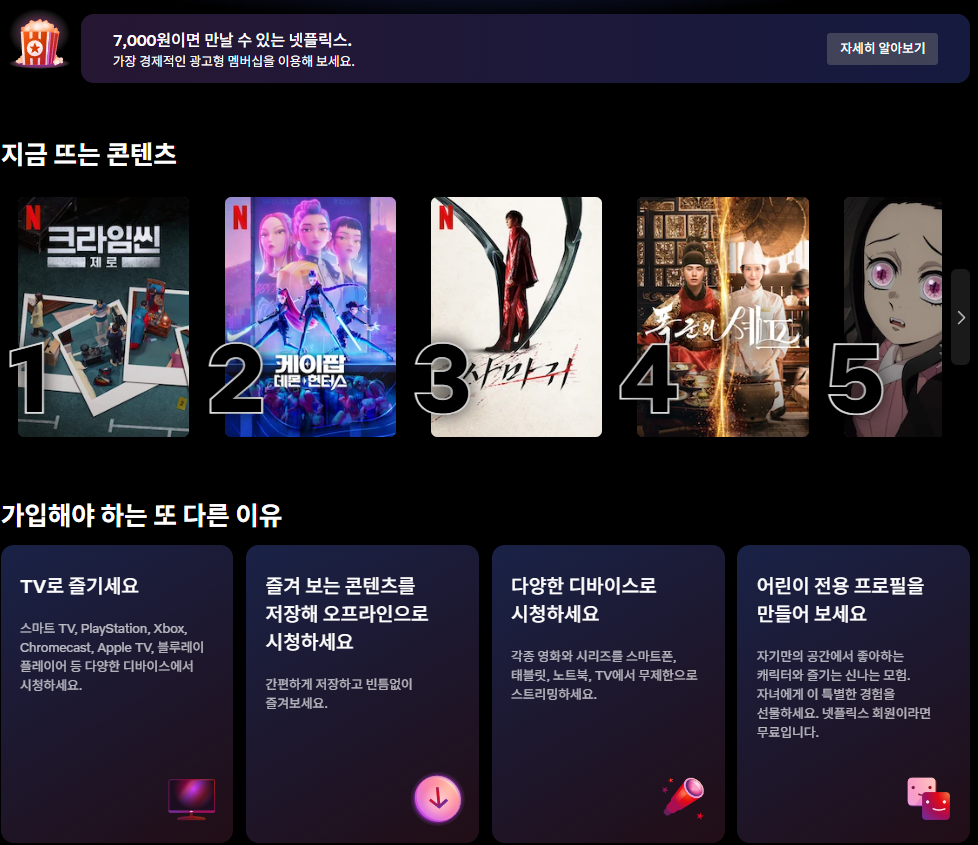 7,000원이면 만날 수 있는 넷플릭스.
가장 경제적인 광고형 멤버십을 이용해 보세요.
자세히 알아보기
지금 뜨는 콘텐츠
N
크라임씬
제로
1
N
케이팝
데몬 헌터스
2
N
사마귀
3
폭군의 셰프
4
5
가입해야 하는 또 다른 이유
TV로 즐기세요
스마트 TV, PlayStation, Xbox,
Chromecast, Apple TV, 블루레이
플레이어 등 다양한 디바이스에서
시청하세요.
즐겨 보는 콘텐츠를
저장해 오프라인으로
시청하세요
간편하게 저장하고 빈틈없이
즐겨보세요.
다양한 디바이스로
시청하세요
각종 영화와 시리즈를 스마트폰,
태블릿, 노트북, TV에서 무제한으로
스트리밍하세요.
어린이 전용 프로필을
만들어 보세요
자기만의 공간에서 좋아하는
캐릭터와 즐기는 신나는 모험.
자녀에게 이 특별한 경험을
선물하세요. 넷플릭스 회원이라면
무료입니다.